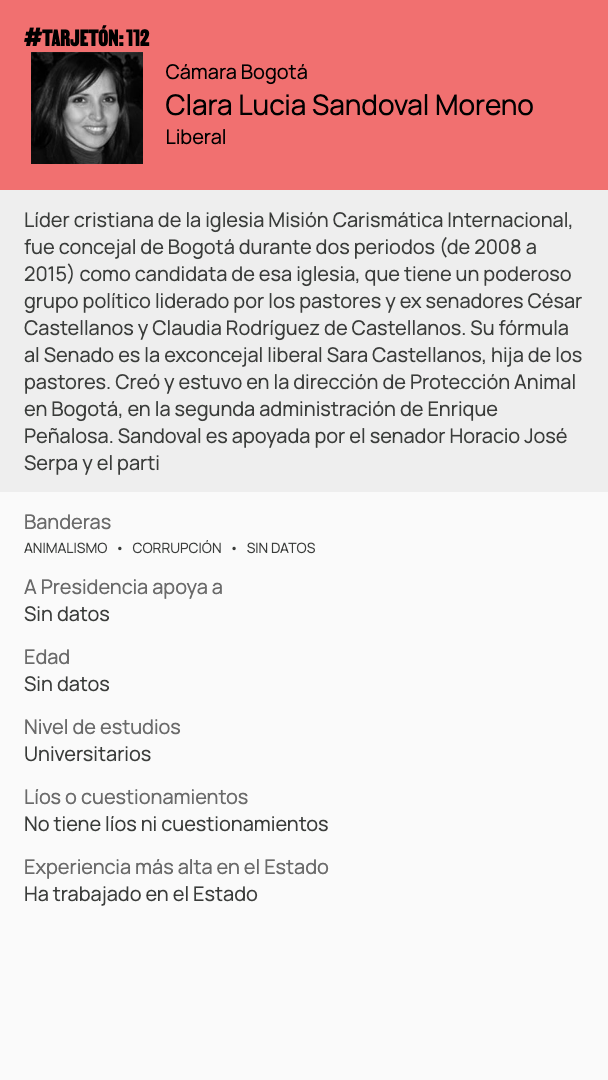 #TARJETÓN: 112
Cámara Bogotá
Clara Lucia Sandoval Moreno
Liberal
Líder cristiana de la iglesia Misión Carismática Internacional,
fue concejal de Bogotá durante dos periodos (de 2008 a
2015) como candidata de esa iglesia, que tiene un poderoso
grupo político liderado por los pastores y ex senadores César
Castellanos y Claudia Rodríguez de Castellanos. Su fórmula
al Senado es la exconcejal liberal Sara Castellanos, hija de los
pastores. Creó y estuvo en la dirección de Protección Animal
en Bogotá, en la segunda administración de Enrique
Peñalosa. Sandoval es apoyada por el senador Horacio José
Serpa y el parti
Banderas
ANIMALISMO • CORRUPCIÓN • SIN DATOS
A Presidencia apoya a
Sin datos
Edad
Sin datos
Nivel de estudios
Universitarios
Líos o cuestionamientos
No tiene líos ni cuestionamientos
Experiencia más alta en el Estado
Ha trabajado en el Estado